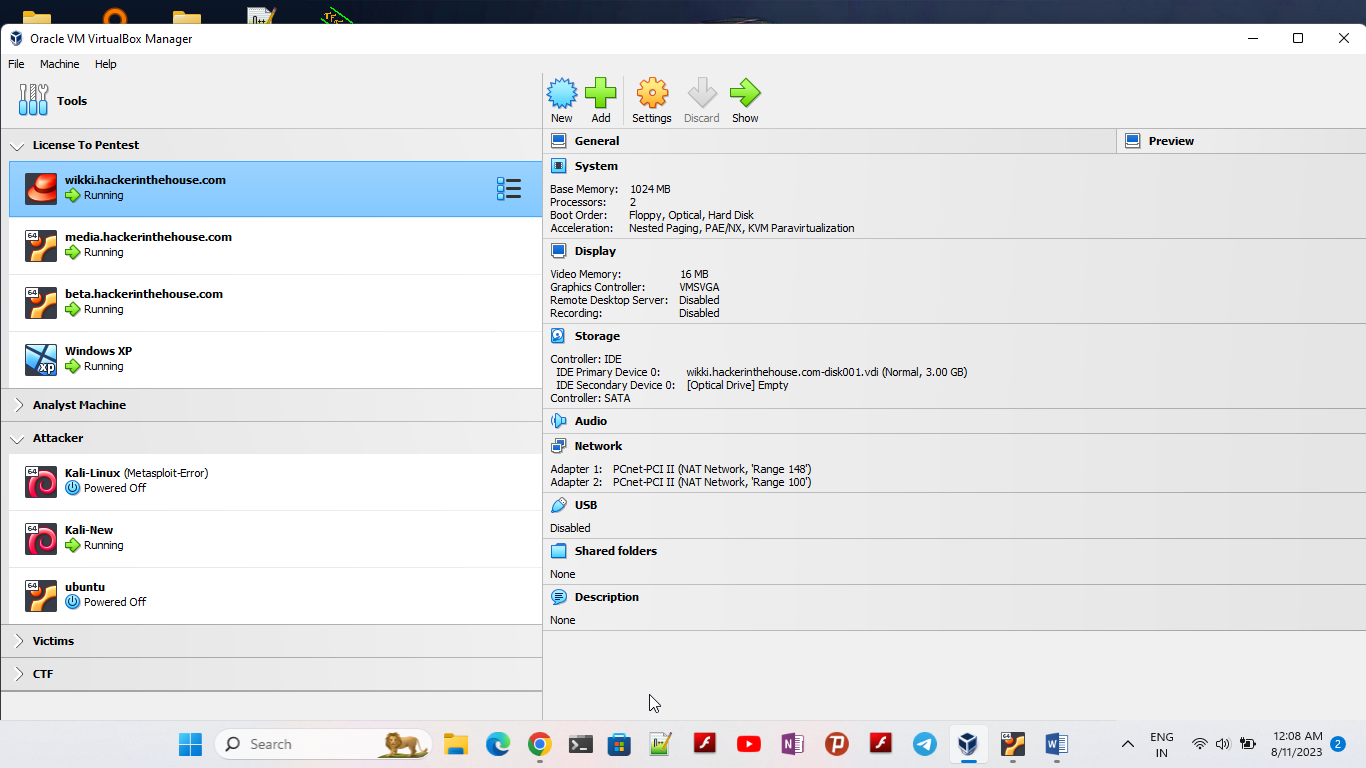 Oracle VM VirtualBox Manager
File Machine Help
Tools
New Add Settings Discard Show
License To Pentest
wikki.hackerinthehouse.com
Running
64
media.hackerinthehouse.com
Running
64
beta.hackerinthehouse.com
Running
xp
Windows XP
Running
Analyst Machine
Attacker
64
Kali-Linux (Metasploit-Error)
Powered Off
64
Kali-New
Running
64
ubuntu
Powered Off
Victims
CTF
General
Preview
System
Base Memory: 1024 MB
Processors: 2
Boot Order: Floppy, Optical, Hard Disk
Acceleration: Nested Paging, PAE/NX, KVM Paravirtualization
Display
Video Memory: 16 MB
Graphics Controller: VMSVGA
Remote Desktop Server: Disabled
Recording: Disabled
Storage
Controller: IDE
IDE Primary Device 0: wikki.hackerinthehouse.com-disk001.vdi (Normal, 3.00 GB)
IDE Secondary Device 0: [Optical Drive] Empty
Controller: SATA
Audio
Network
Adapter 1: PCnet-PCI II (NAT Network, 'Range 148')
Adapter 2: PCnet-PCI II (NAT Network, 'Range 100')
USB
Disabled
Shared folders
None
Description
None
Search
64
ENG
IN
12:08 AM
8/11/2023
2